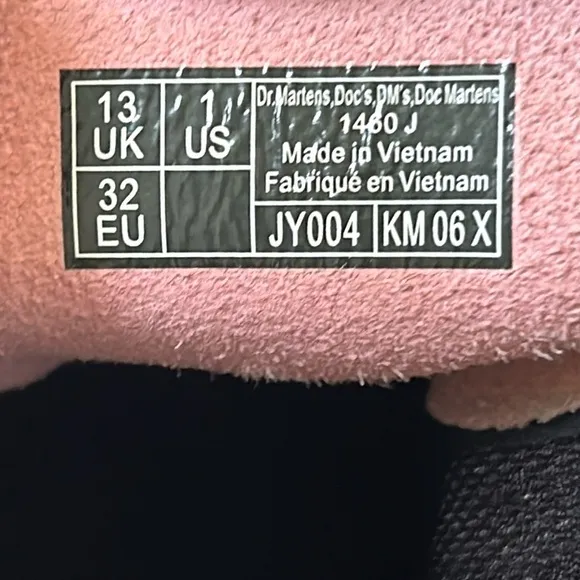 13
UK
1
US
32
EU
Dr.Martens,Doc's,DM's,Doc Martens
1460 J
Made in Vietnam
Fabriqué en Vietnam
JY004
KM 06 X